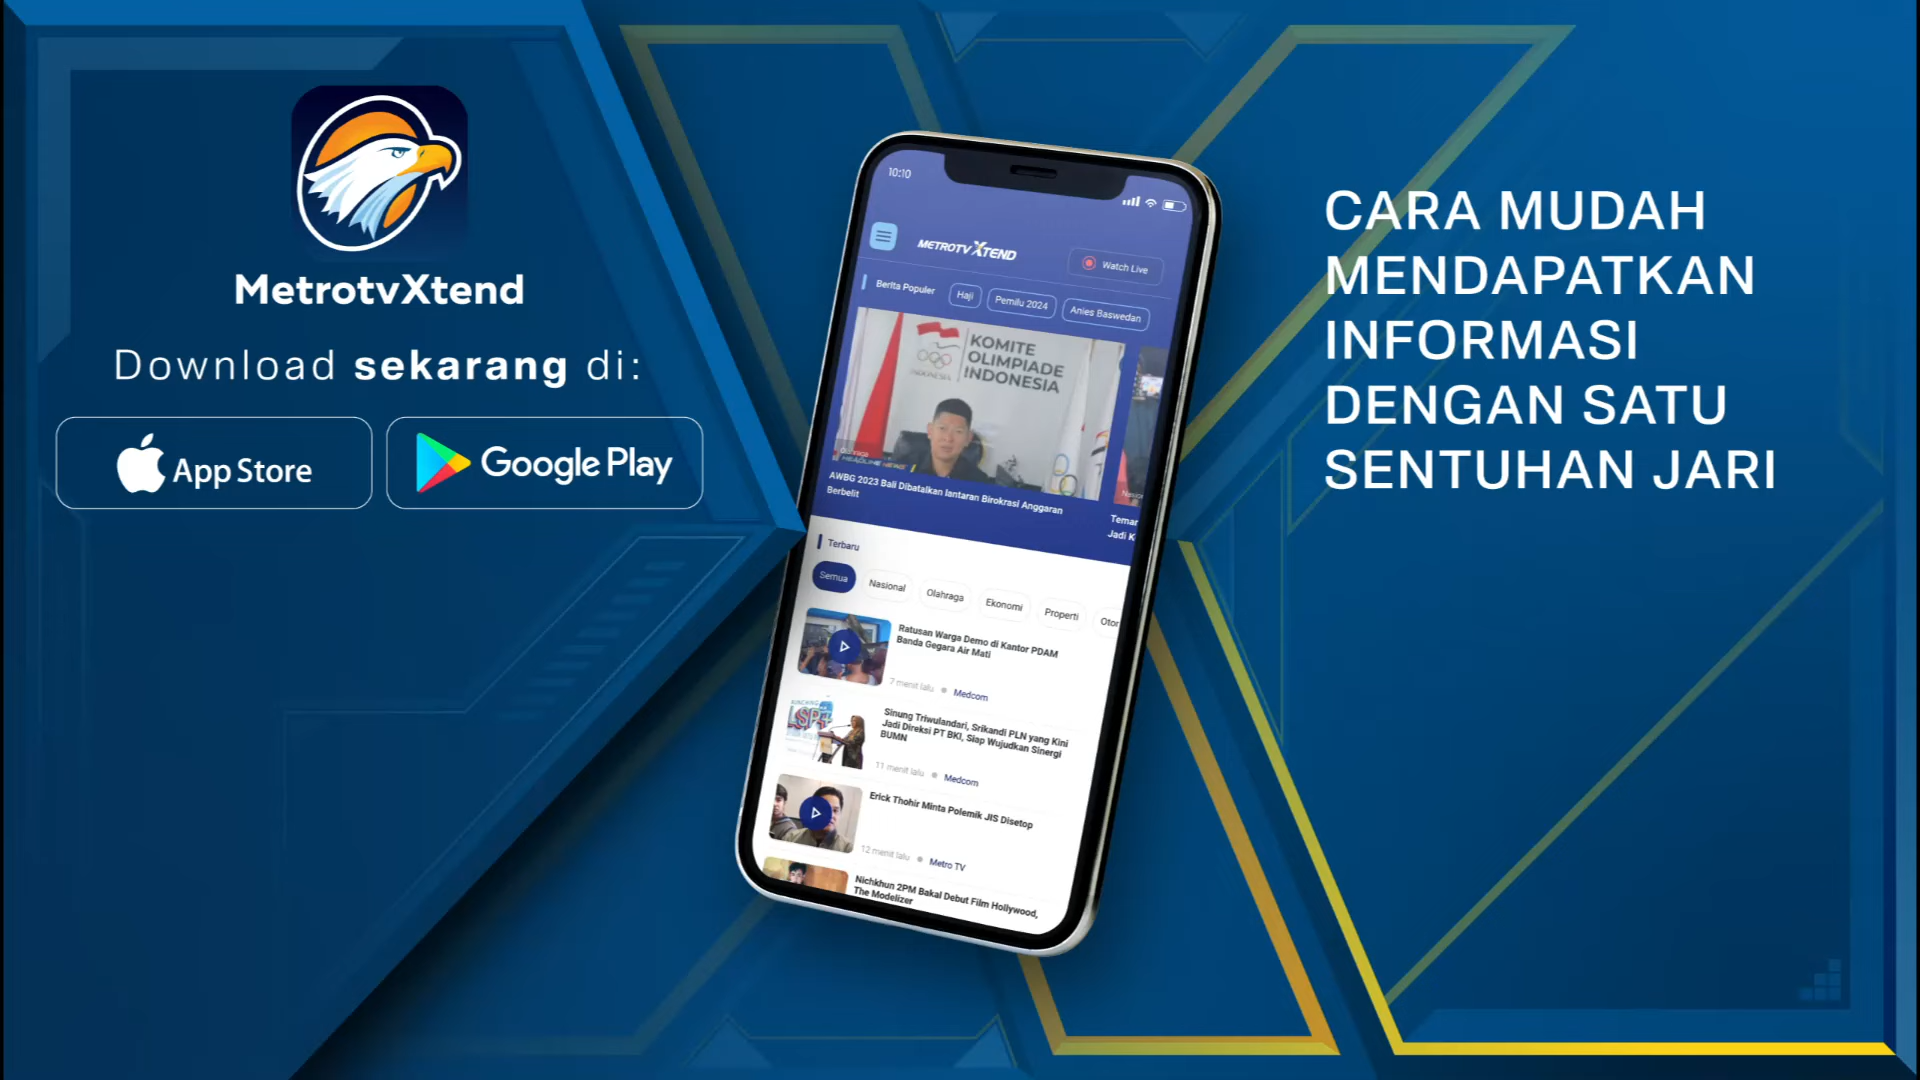 MetrotvXtend
Download sekarang di:
App Store
Google Play
10:10
METROTV XTEND
Watch Live
Berita Populer
Haji
Pemilu 2024
Anies Baswedan
KOMITE
OLIMPIADE
INDONESIA
INDONESIA
AWBG 2023 Bali Dibatalkan lantaran Birokrasi Anggaran
Berbelit
Jadi K
Terbaru
Semua
Nasional
Olahraga
Ekonomi
Properti
Otor
Ratusan Warga Demo di Kantor PDAM
Banda Gegara Air Mati
7 menit lalu
Medcom
Sinung Triwulandari, Srikandi PLN yang Kini
Jadi Direksi PT BKI, Siap Wujudkan Sinergi
BUMN
11 menit lalu
Medcom
Erick Thohir Minta Polemik JIS Disetop
12 menit lalu
Metro TV
Nichkhun 2PM Bakal Debut Film Hollywood,
The Modelizer
CARA MUDAH
MENDAPATKAN
INFORMASI
DENGAN SATU
SENTUHAN JARI